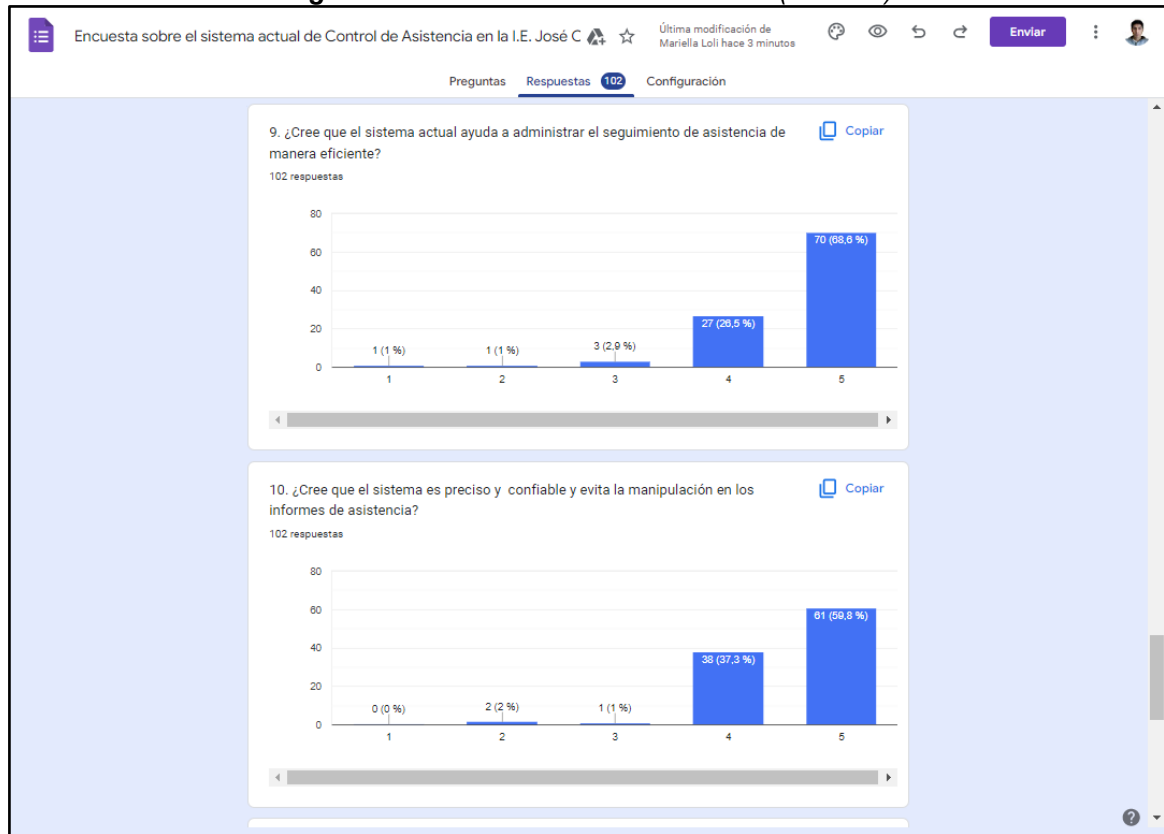 Encuesta sobre el sistema actual de Control de Asistencia en la I.E. José C
Última modificación de
Mariella Loli hace 3 minutos
Enviar
Preguntas Respuestas 102 Configuración
9. ¿Cree que el sistema actual ayuda a administrar el seguimiento de asistencia de
manera eficiente?
Copiar
102 respuestas
80
60
40
20
0
1 (1 %)
1 (1 %)
3 (2,9 %)
27 (26,5 %)
70 (68,6 %)
1 2 3 4 5
10. ¿Cree que el sistema es preciso y  confiable y evita la manipulación en los
informes de asistencia?
Copiar
102 respuestas
80
60
40
20
0
0 (0 %)
2 (2 %)
1 (1 %)
38 (37,3 %)
61 (59,8 %)
1 2 3 4 5